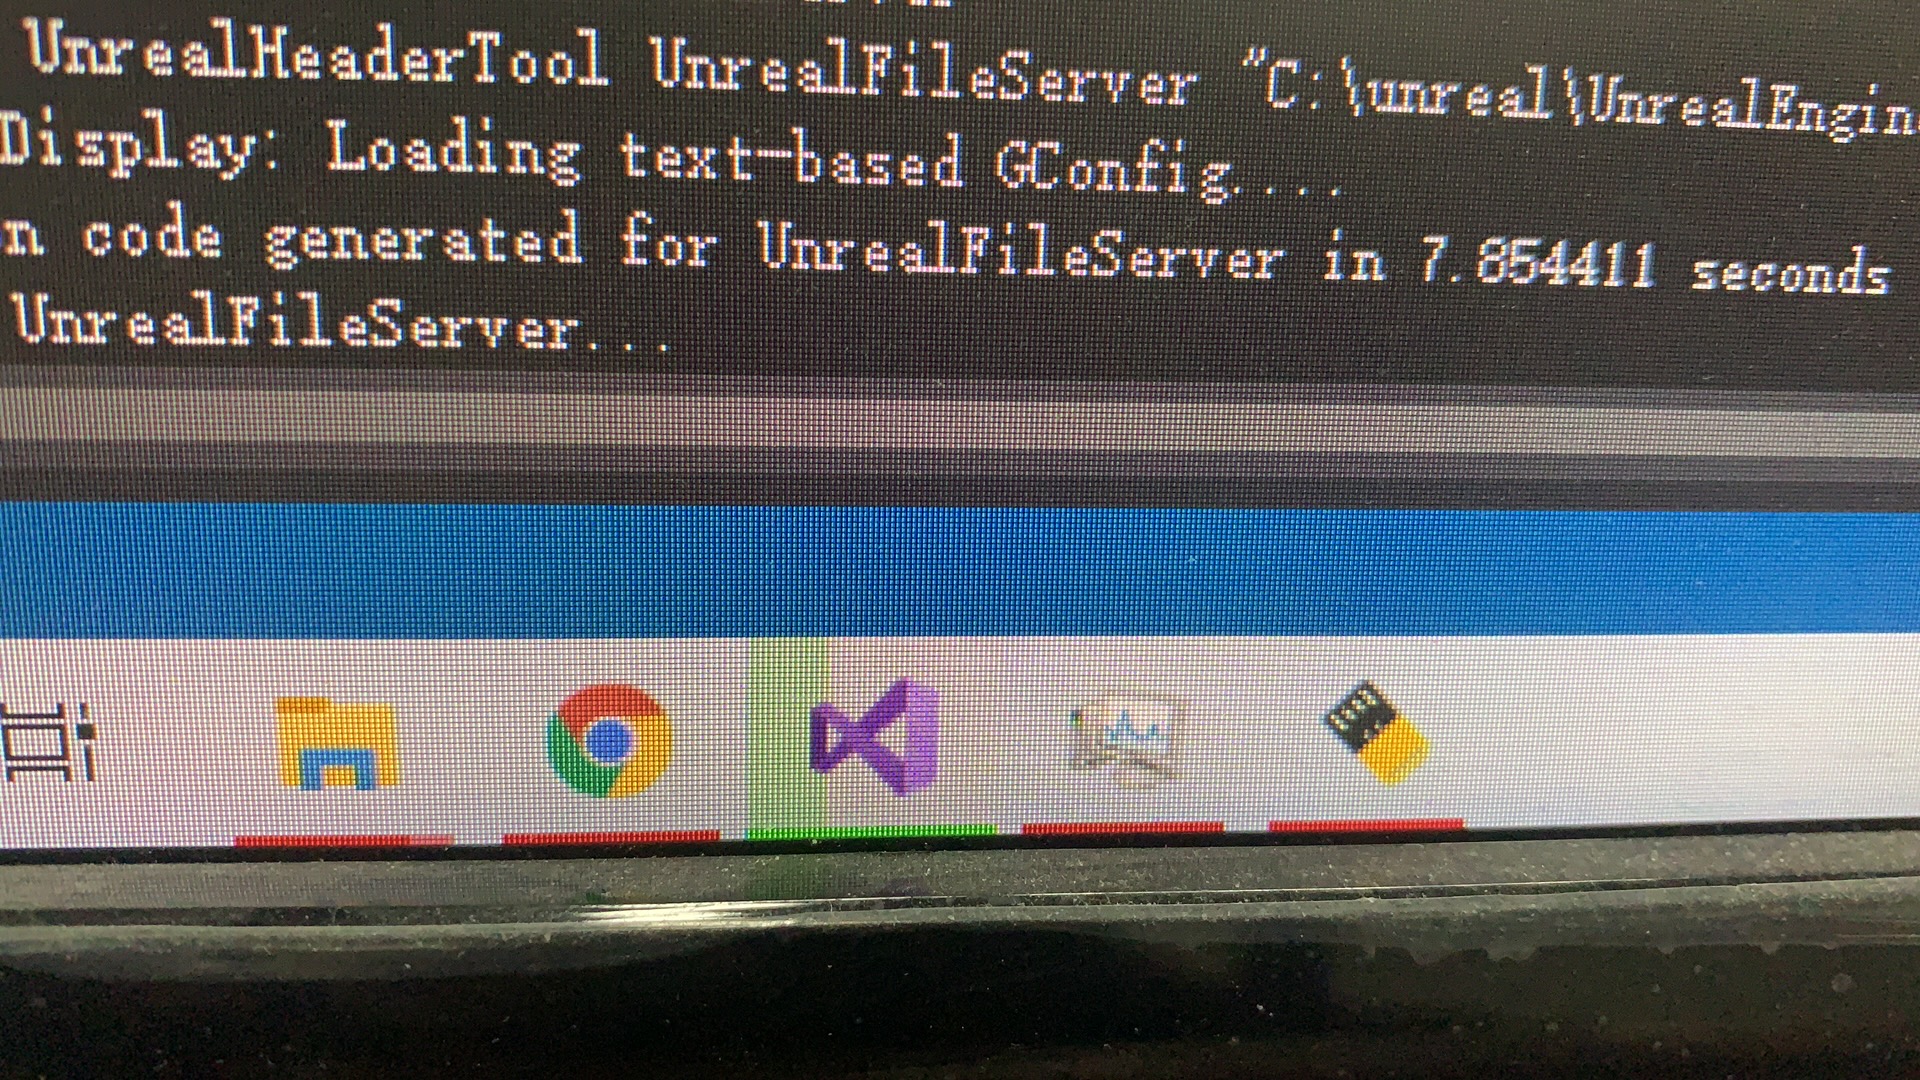 UnrealHeaderTool UnrealFileServer "C:\unreal\UnrealEngin
Display: Loading text-based GConfig....
n code generated for UnrealFileServer in 7.854411 seconds
UnrealFileServer...